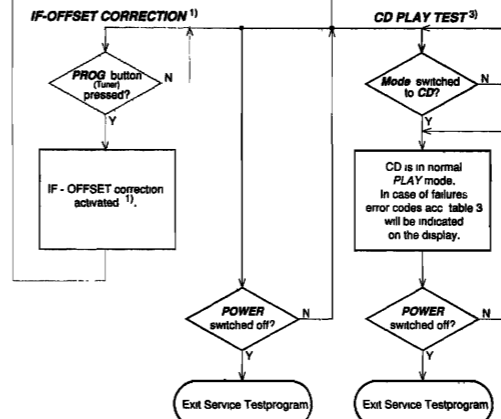 IF-OFFSET CORRECTION 1)
PROG button
(Tuner)
pressed?
N
Y
IF - OFFSET correction
activated 1).
POWER
switched off?
N
Y
Exit Service Testprogram
CD PLAY TEST 3)
Mode switched
to CD?
N
Y
CD is in normal
PLAY mode.
In case of failures
error codes acc table 3
will be indicated
on the display.
POWER
switched off?
N
Y
Exit Service Testprogram